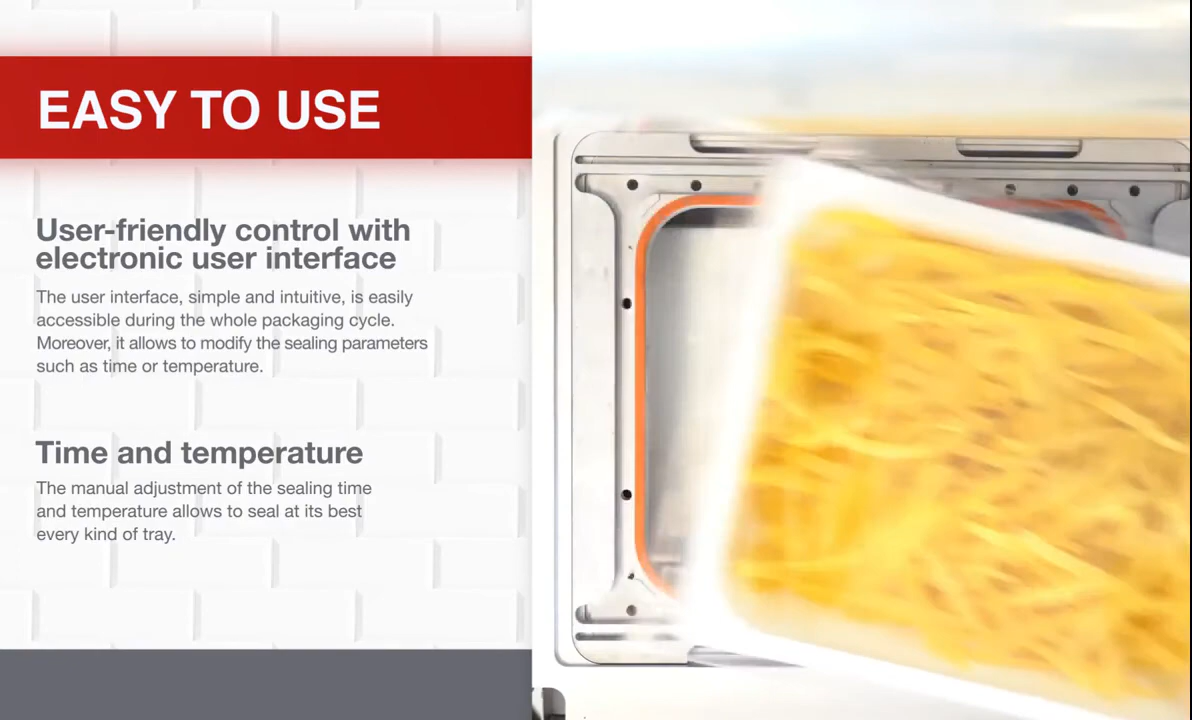 EASY TO USE
User-friendly control with
electronic user interface
The user interface, simple and intuitive, is easily
accessible during the whole packaging cycle.
Moreover, it allows to modify the sealing parameters
such as time or temperature.
Time and temperature
The manual adjustment of the sealing time
and temperature allows to seal at its best
every kind of tray.